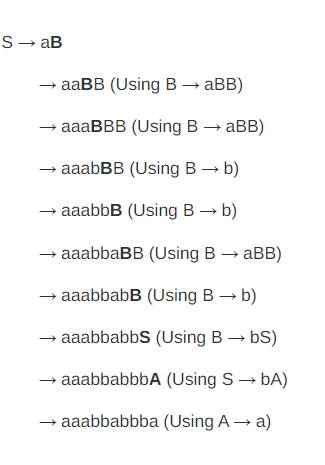 S → aB
→ aaBB (Using B → aBB)
→ aaaBBB (Using B → aBB)
→ aaabBB (Using B → b)
→ aaabbB (Using B → b)
→ aaabbaBB (Using B → aBB)
→ aaabbabB (Using B → b)
→ aaabbabbS (Using B → bS)
→ aaabbabbbA (Using S → bA)
→ aaabbabbba (Using A → a)